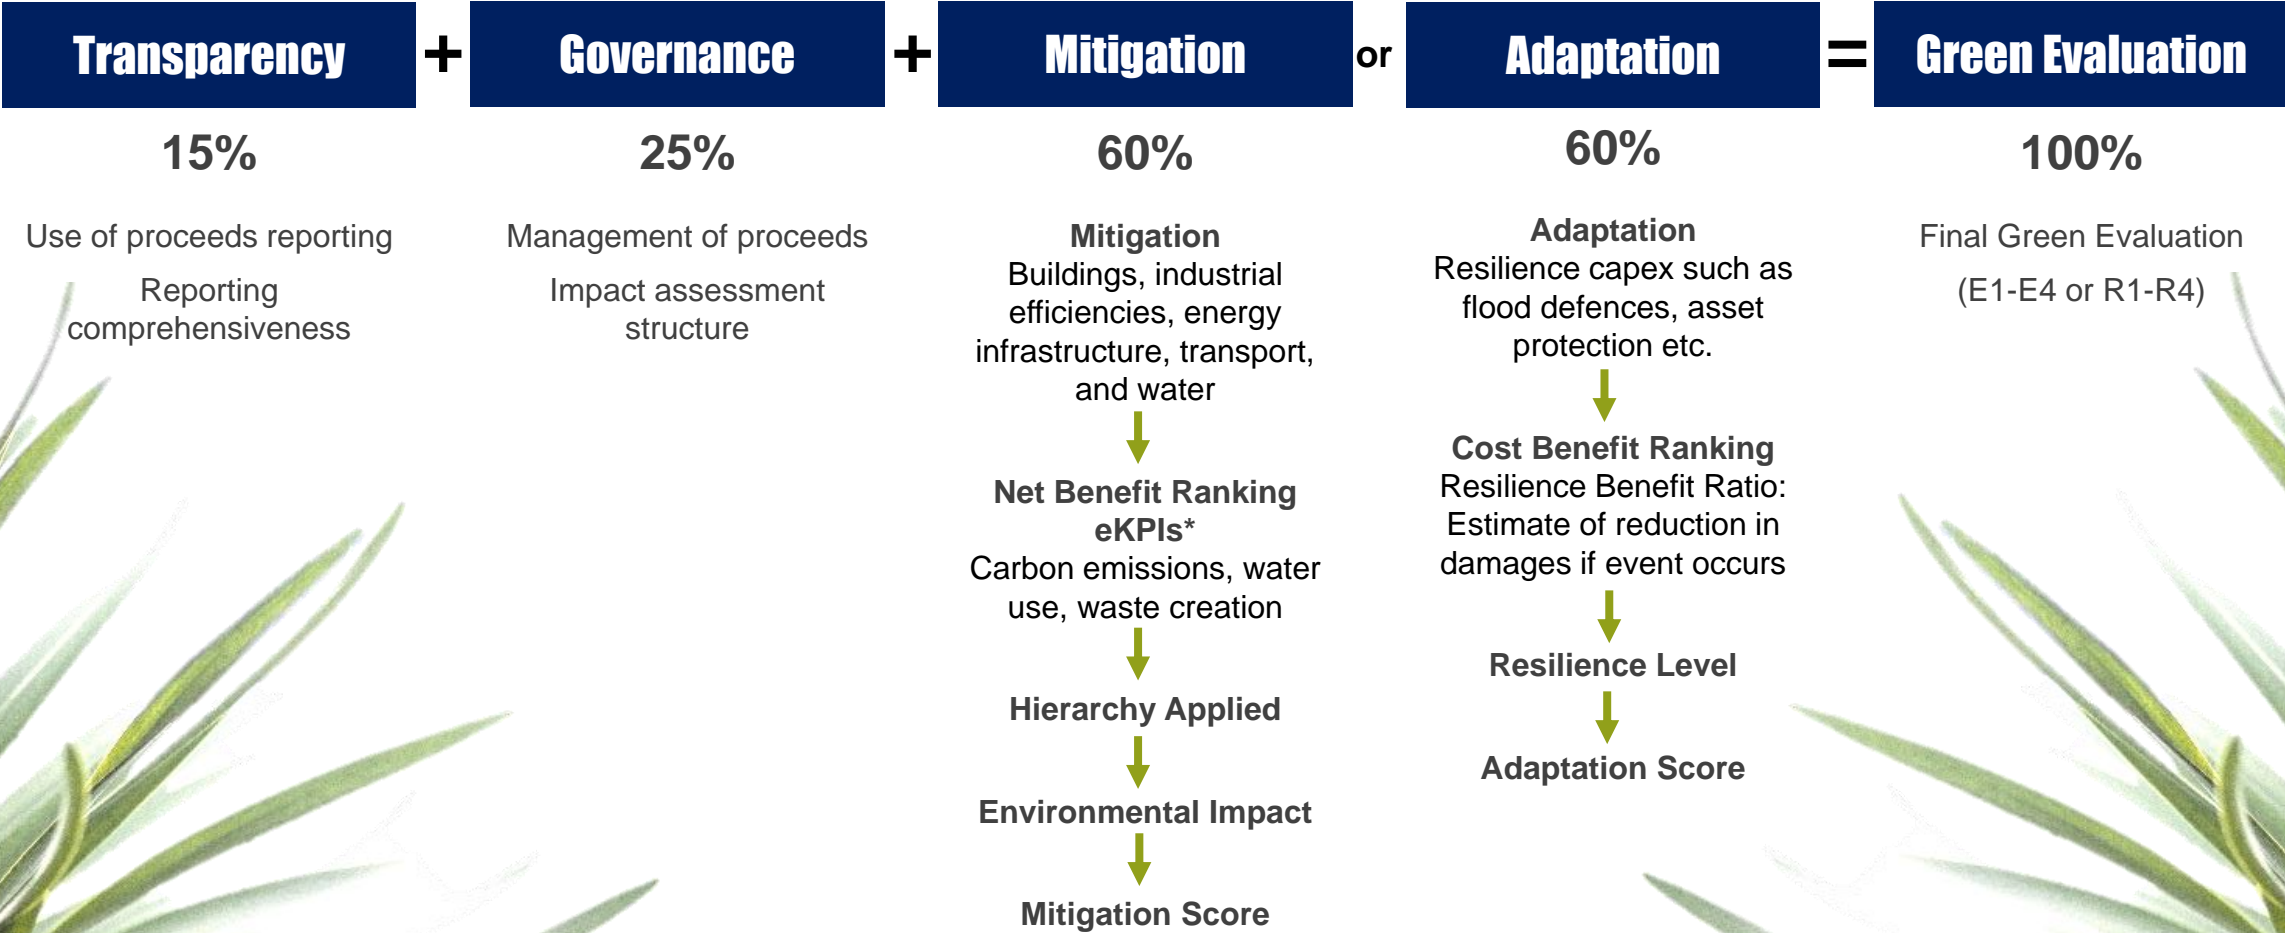 Transparency + Governance + Mitigation or Adaptation = Green Evaluation
15%
Use of proceeds reporting
Reporting
comprehensiveness
25%
Management of proceeds
Impact assessment
structure
60%
Mitigation
Buildings, industrial
efficiencies, energy
infrastructure, transport,
and water
Net Benefit Ranking
eKPIs*
Carbon emissions, water
use, waste creation
Hierarchy Applied
Environmental Impact
Mitigation Score
60%
Adaptation
Resilience capex such as
flood defences, asset
protection etc.
Cost Benefit Ranking
Resilience Benefit Ratio:
Estimate of reduction in
damages if event occurs
Resilience Level
Adaptation Score
100%
Final Green Evaluation
(E1-E4 or R1-R4)